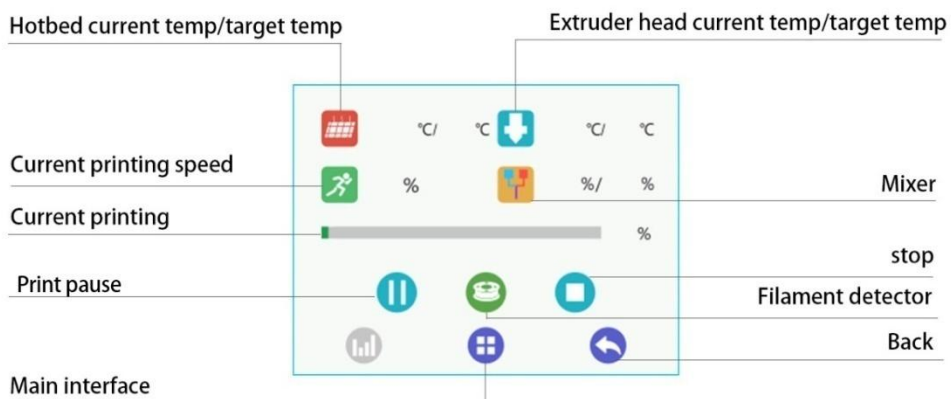 Hotbed current temp/target temp
Extruder head current temp/target temp
℃/ ℃ ℃/ ℃
Current printing speed
% %/ %
Mixer
Current printing
%
stop
Print pause
Filament detector
Back
Main interface